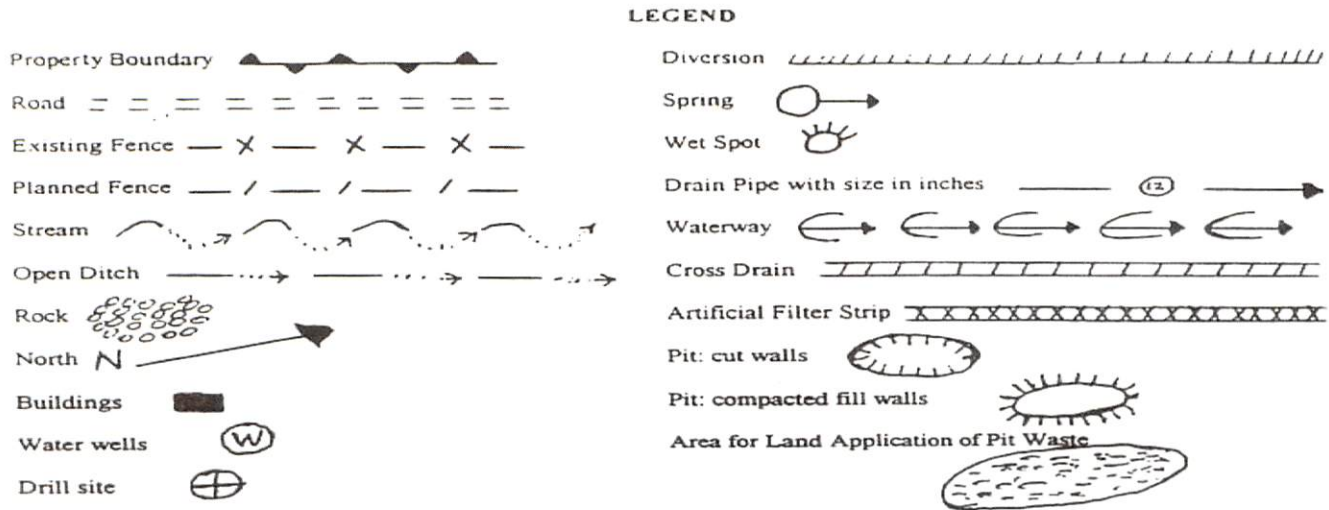 LEGEND
Property Boundary
Road
Existing Fence
Planned Fence
Stream
Open Ditch
Rock
North N
Buildings
Water wells W
Drill site
Diversion
Spring
Wet Spot
Drain Pipe with size in inches 12
Waterway
Cross Drain
Artificial Filter Strip
Pit: cut walls
Pit: compacted fill walls
Area for Land Application of Pit Waste